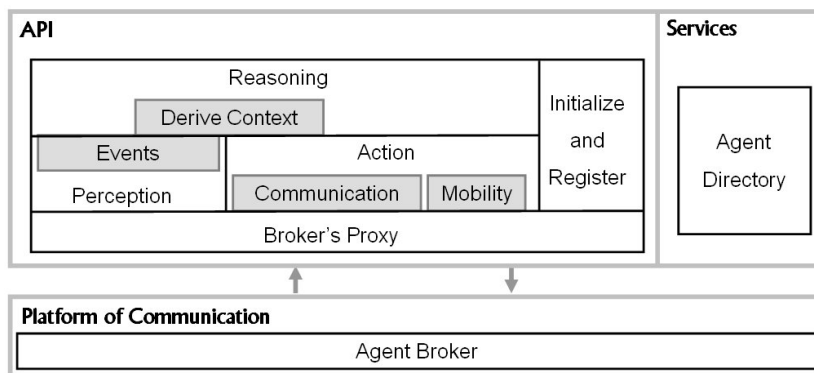 API
Reasoning
Derive Context
Events
Perception
Action
Communication
Mobility
Initialize
and
Register
Broker's Proxy
Services
Agent
Directory
Platform of Communication
Agent Broker